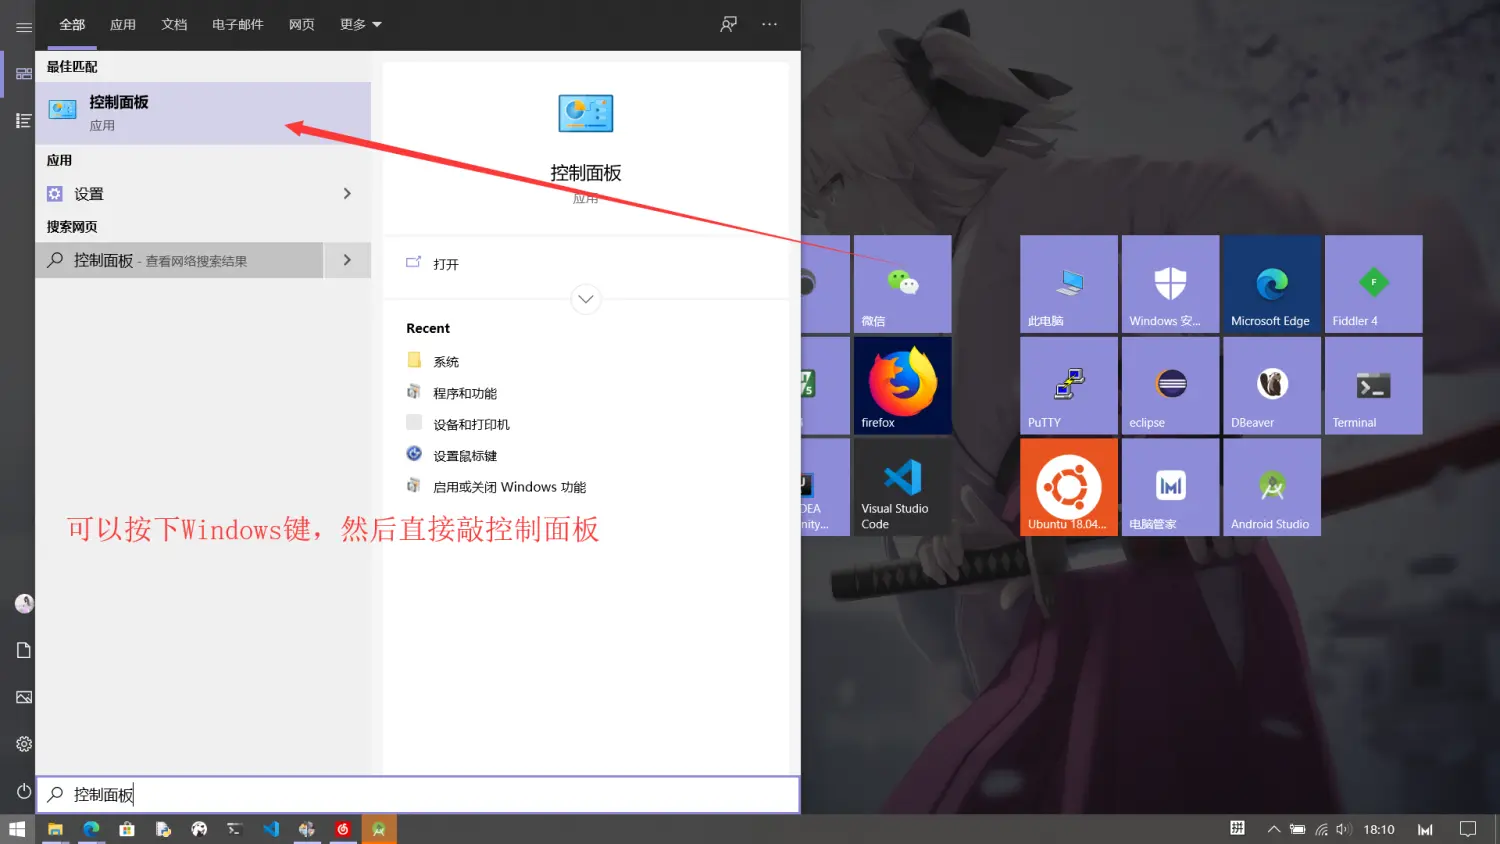 全部 应用 文档 电子邮件 网页 更多
最佳匹配
控制面板
应用
应用
设置
搜索网页
控制面板 - 查看网络搜索结果
控制面板
应用
打开
Recent
系统
程序和功能
设备和打印机
设置鼠标键
启用或关闭 Windows 功能
可以按下Windows键，然后直接敲控制面板
控制面板
微信
firefox
DEA
nity...
Visual Studio
Code
此电脑
Windows 安...
Microsoft Edge
Fiddler 4
PuTTY
eclipse
DBeaver
Terminal
Ubuntu 18.04...
电脑管家
Android Studio
拼
18:10